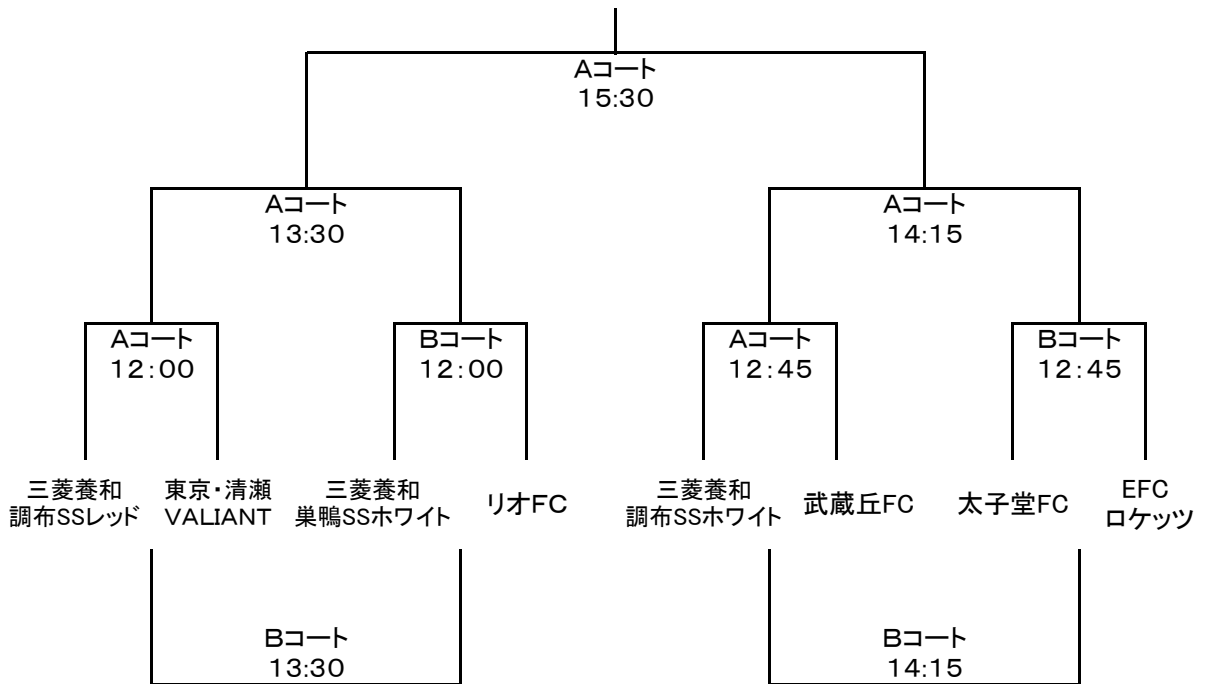 Aコート
15:30
Aコート
13:30
Aコート
14:15
Aコート
12:00
Bコート
12:00
Aコート
12:45
Bコート
12:45
三菱養和
調布SSレッド
東京・清瀬
VALIANT
三菱養和
巣鴨SSホワイト
リオFC
三菱養和
調布SSホワイト
武蔵丘FC
太子堂FC
EFC
ロケッツ
Bコート
13:30
Bコート
14:15